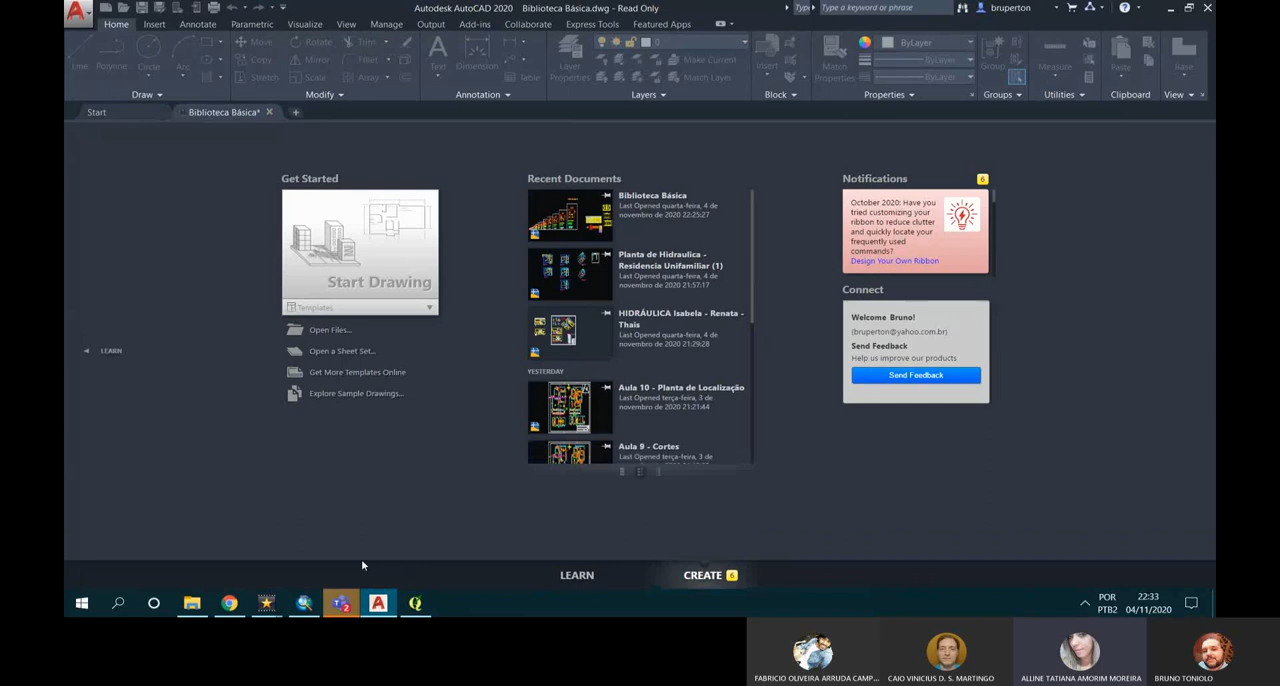 Autodesk AutoCAD 2020 Biblioteca Básica.dwg - Read Only
Type a keyword or phrase
bruperton
Home Insert Annotate Parametric Visualize View Manage Output Add-ins Collaborate Express Tools Featured Apps
Line Polyline Circle Arc
Move Rotate Trim
Copy Mirror Fillet
Stretch Scale Array
Text Dimension
Table
Layer Properties
0
Make Current
Match Layer
Insert
Match Properties
ByLayer
ByLayer
ByLayer
Group
Measure
Paste
Base
Draw Modify Annotation Layers Block Properties Groups Utilities Clipboard View
Start Biblioteca Básica*
Get Started
Start Drawing
Templates
Open Files...
Open a Sheet Set...
Get More Templates Online
Explore Sample Drawings...
LEARN
Recent Documents
Biblioteca Básica
Last Opened quarta-feira, 4 de
novembro de 2020 22:25:27
Planta de Hidraulica -
Residencia Unifamiliar (1)
Last Opened quarta-feira, 4 de
novembro de 2020 21:57:17
HIDRÁULICA Isabela - Renata -
Thais
Last Opened quarta-feira, 4 de
novembro de 2020 21:29:28
YESTERDAY
Aula 10 - Planta de Localização
Last Opened terça-feira, 3 de
novembro de 2020 21:21:44
Aula 9 - Cortes
Last Opened terça-feira, 3 de
Notifications 6
October 2020: Have you
tried customizing your
ribbon to reduce clutter
and quickly locate your
frequently used
commands?
Design Your Own Ribbon
Connect
Welcome Bruno!
(bruperton@yahoo.com.br)
Send Feedback
Help us improve our products
Send Feedback
LEARN CREATE 6
POR
PTB2
22:33
04/11/2020
FABRICIO OLIVEIRA ARRUDA CAMP...
CAIO VINICIUS D. S. MARTINGO
ALLINE TATIANA AMORIM MOREIRA
BRUNO TONIOLO